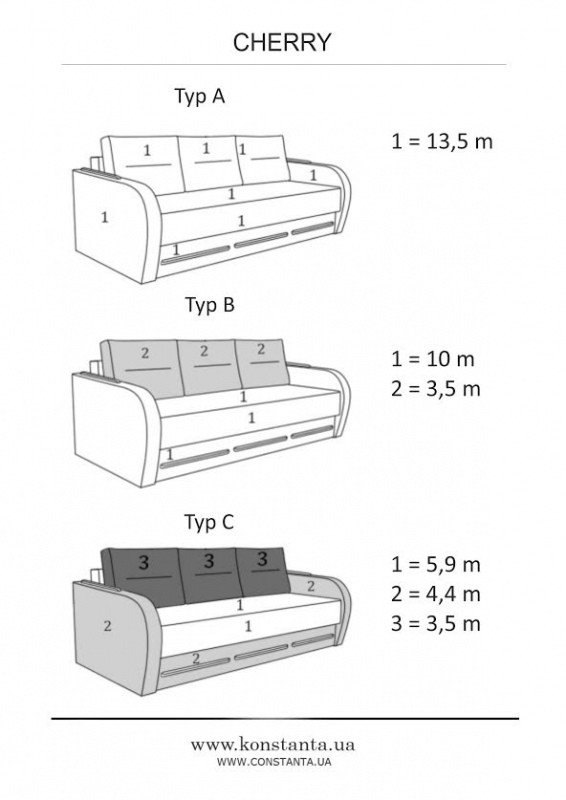 CHERRY
Typ A
1 1 1
1 = 13,5 m
1
1
1
1
1
Typ B
2 2 2
1 = 10 m
2 = 3,5 m
1
1
1
Typ C
3 3 3
1 = 5,9 m
2 = 4,4 m
3 = 3,5 m
2
1
2
1
2
www.konstanta.ua
WWW.CONSTANTA.UA